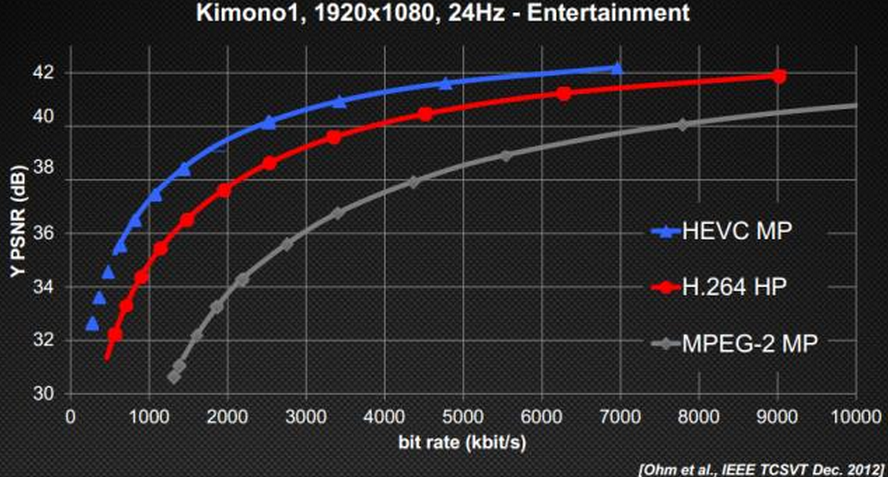 Kimono1, 1920x1080, 24Hz - Entertainment
42
40
38
36
34
32
30
Y PSNR (dB)
HEVC MP
H.264 HP
MPEG-2 MP
0 1000 2000 3000 4000 5000 6000 7000 8000 9000 10000
bit rate (kbit/s)
[Ohm et al., IEEE TCSVT Dec. 2012]